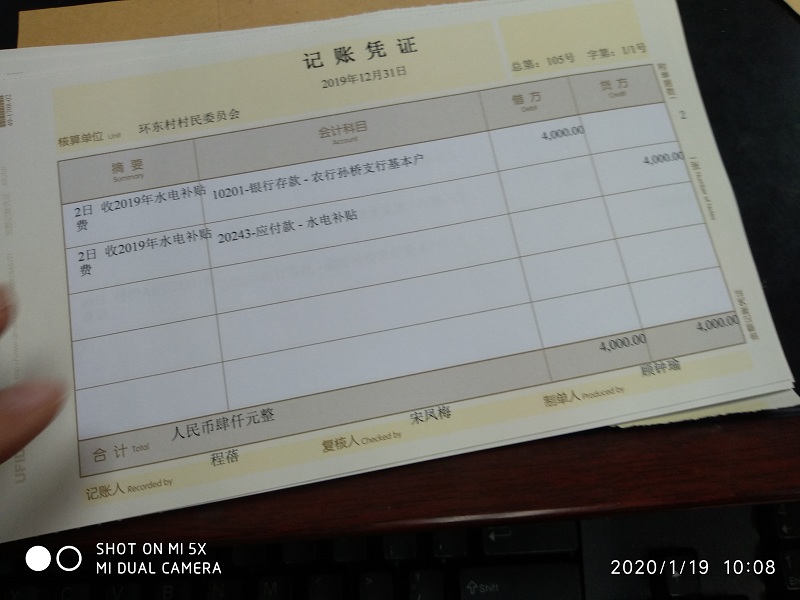 记账凭证
2019年12月31日
总第：105号 字第：1/1号
核算单位 Unit 环东村村民委员会
摘要 Summary 会计科目 Account 借方 Debit 贷方 Credit
2日 收2019年水电补贴费 10201-银行存款 - 农行孙桥支行基本户 4,000.00
2日 收2019年水电补贴费 20243-应付款 - 水电补贴 4,000.00
合计 Total 人民币肆仟元整 4,000.00 4,000.00
记账人 Recorded by 程蓓 复核人 Checked by 宋凤梅 制单人 Produced by 顾钟瑜
2
SHOT ON MI 5X
MI DUAL CAMERA
2020/1/19 10:08
Shift